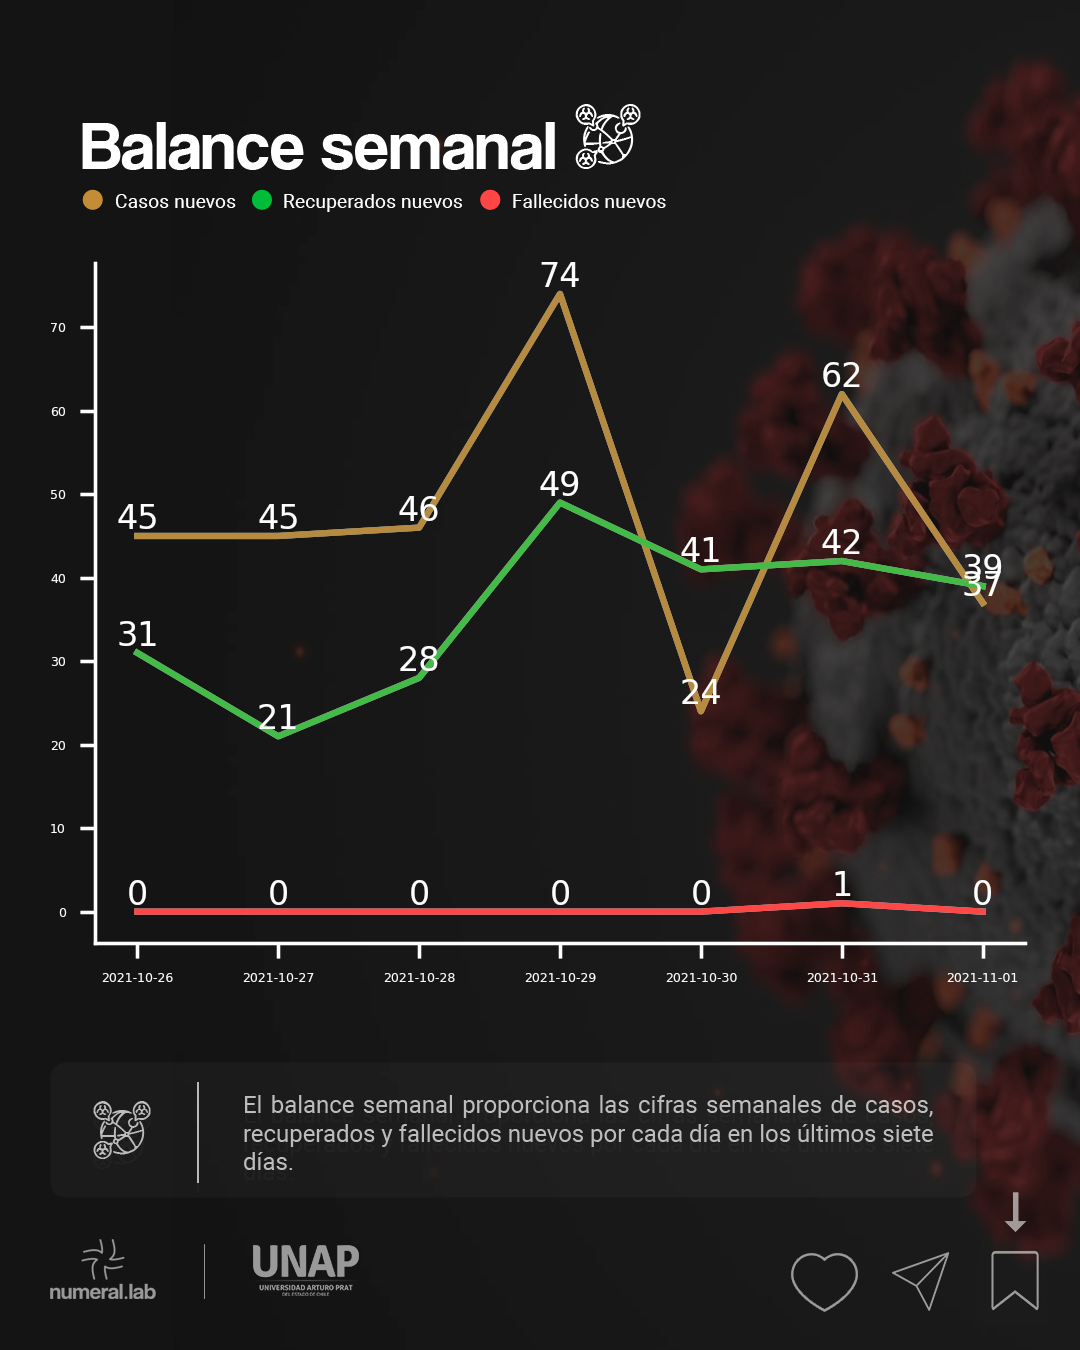 Balance semanal
Casos nuevos Recuperados nuevos Fallecidos nuevos
74
70
62
60
50
49
45 45 46
42
41
40
39
37
31
30
28
24
21
20
10
1
0 0 0 0 0 0
0
2021-10-26 2021-10-27 2021-10-28 2021-10-29 2021-10-30 2021-10-31 2021-11-01
El balance semanal proporciona las cifras semanales de casos,
recuperados y fallecidos nuevos por cada día en los últimos siete
días.
numeral.lab
UNAP
UNIVERSIDAD ARTURO PRAT
DEL ESTADO DE CHILE